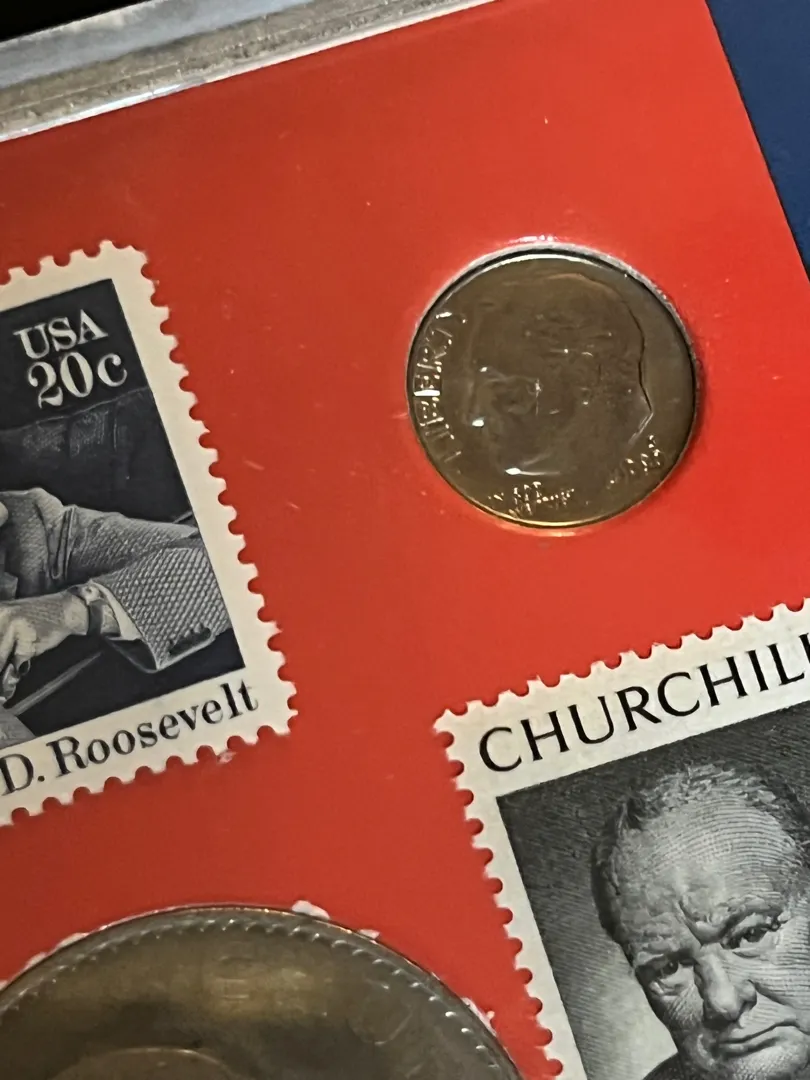 USA
20c
D. Roosevelt
LIBERTY
CHURCHILL